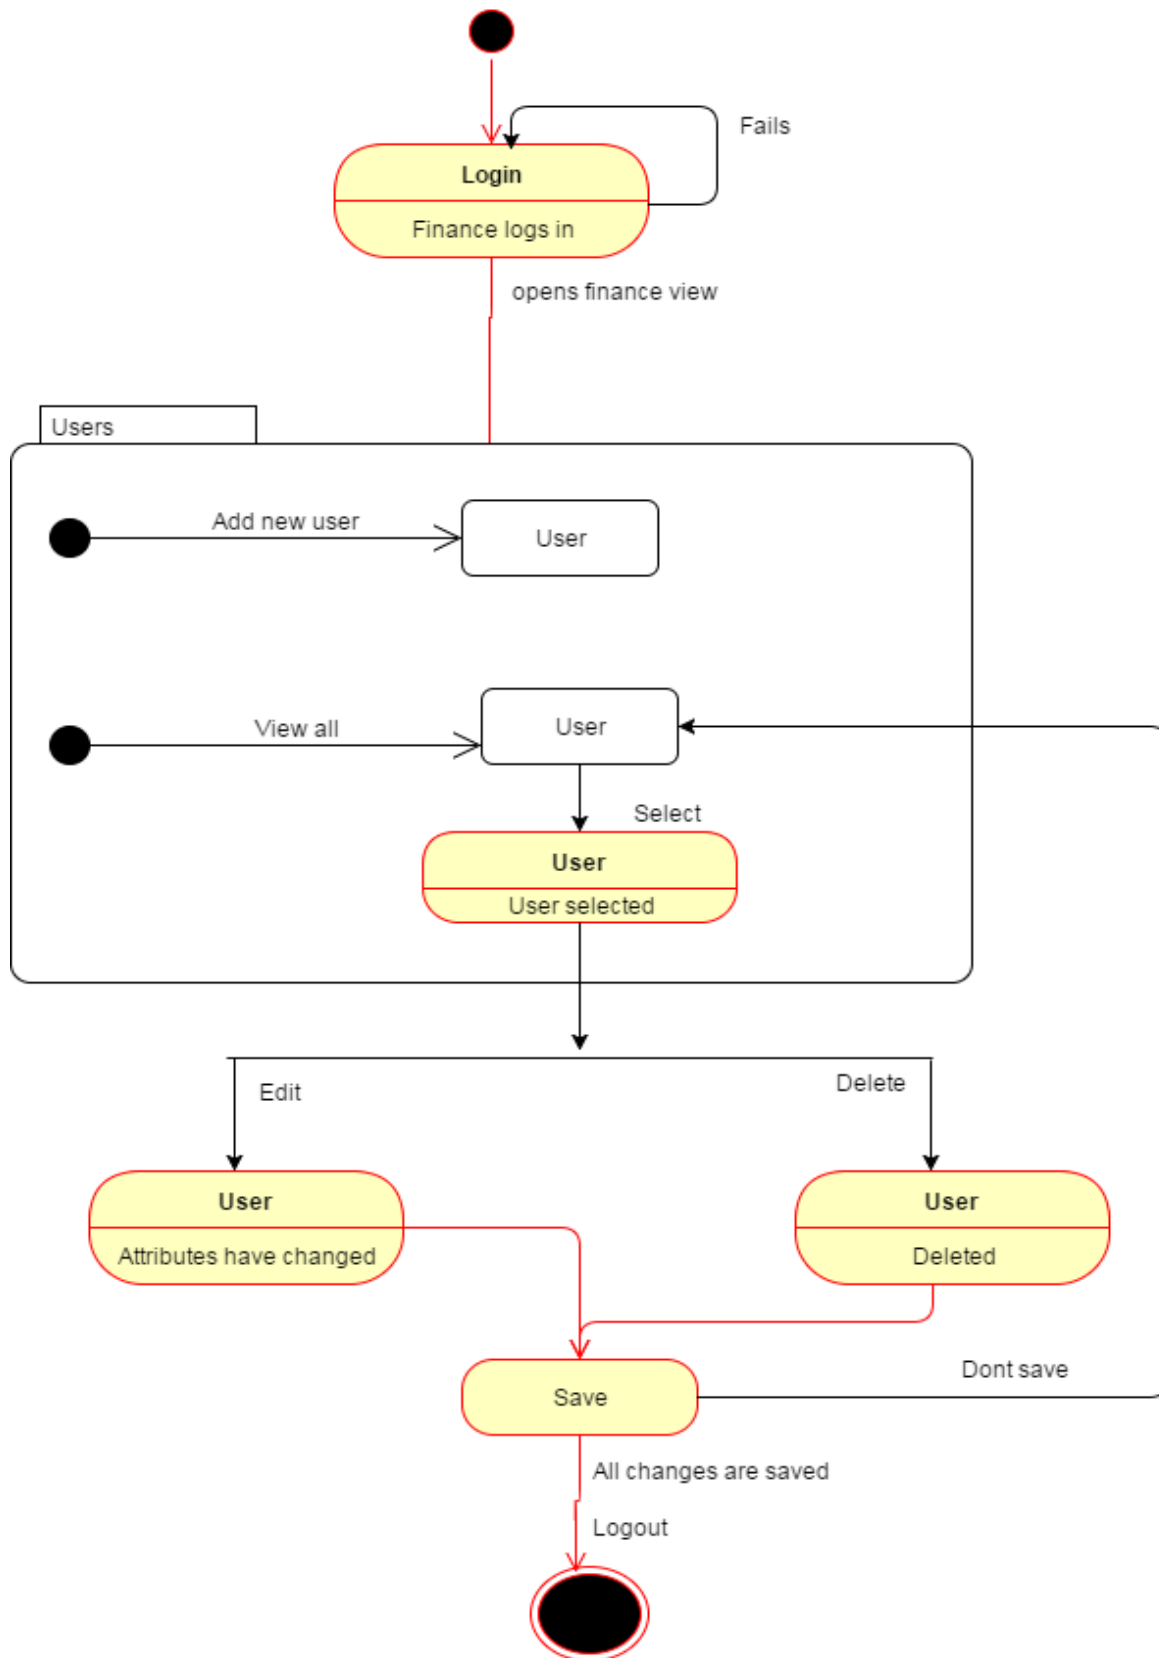 Fails
Login
Finance logs in
opens finance view
Users
Add new user
User
View all
User
Select
User
User selected
Edit
Delete
User
Attributes have changed
User
Deleted
Save
Dont save
All changes are saved
Logout